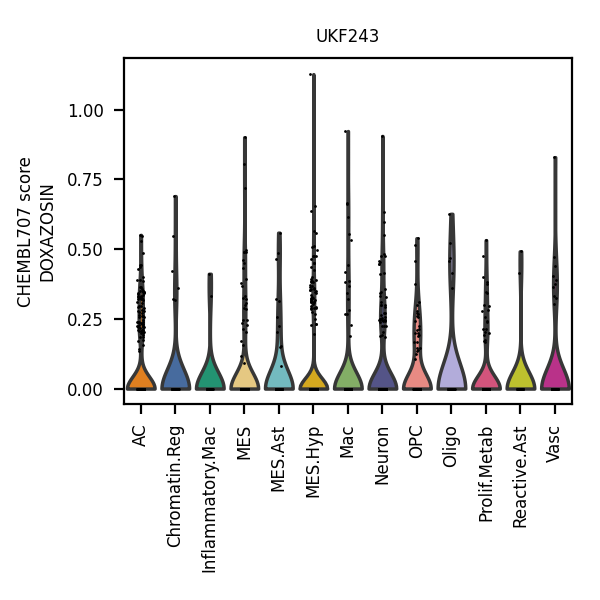 UKF243
CHEMBL707 score
DOXAZOSIN
1.00
0.75
0.50
0.25
0.00
AC
Chromatin.Reg
Inflammatory.Mac
MES
MES.Ast
MES.Hyp
Mac
Neuron
OPC
Oligo
Prolif.Metab
Reactive.Ast
Vasc